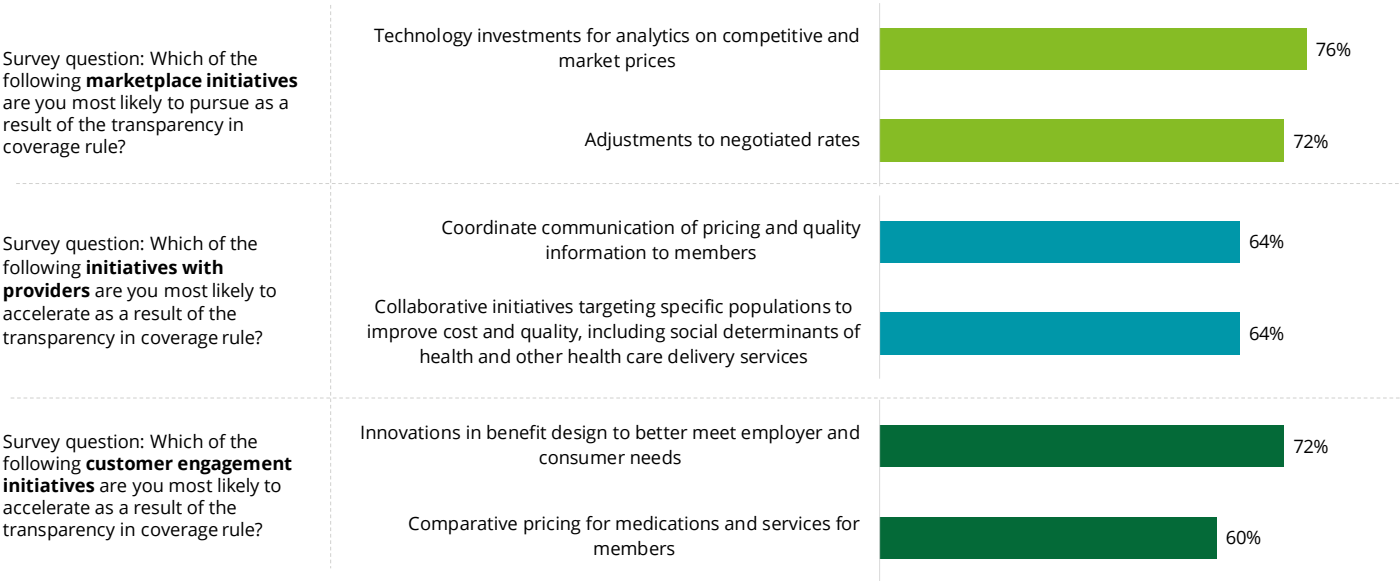 Survey question: Which of the
following marketplace initiatives
are you most likely to pursue as a
result of the transparency in
coverage rule?
Technology investments for analytics on competitive and
market prices
76%
Adjustments to negotiated rates
72%
Survey question: Which of the
following initiatives with
providers are you most likely to
accelerate as a result of the
transparency in coverage rule?
Coordinate communication of pricing and quality
information to members
64%
Collaborative initiatives targeting specific populations to
improve cost and quality, including social determinants of
health and other health care delivery services
64%
Survey question: Which of the
following customer engagement
initiatives are you most likely to
accelerate as a result of the
transparency in coverage rule?
Innovations in benefit design to better meet employer and
consumer needs
72%
Comparative pricing for medications and services for
members
60%